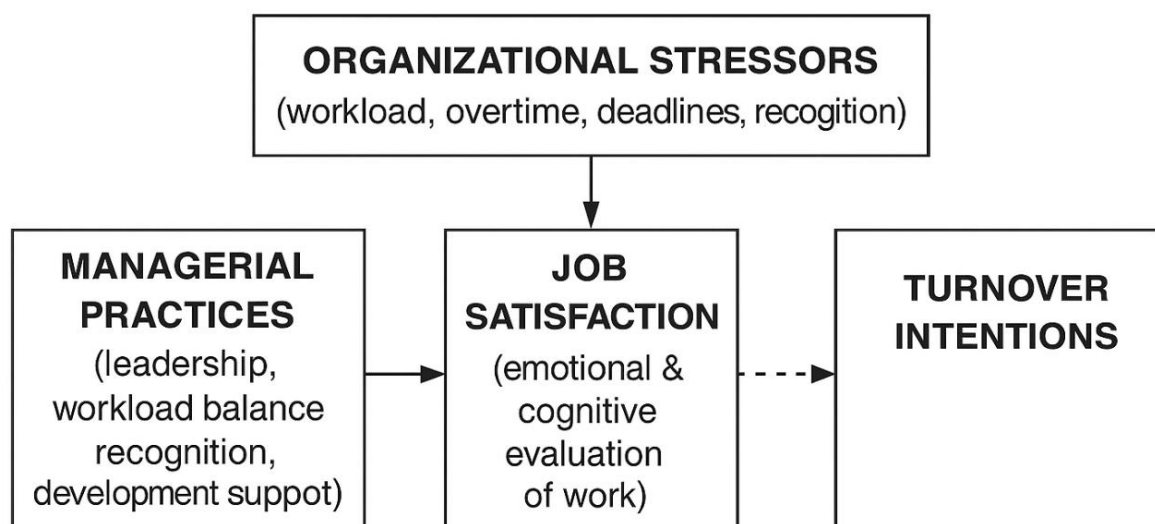 ORGANIZATIONAL STRESSORS
(workload, overtime, deadlines, recogition)
MANAGERIAL
PRACTICES
(leadership,
workload balance
recognition,
development suppot)
JOB
SATISFACTION
(emotional &
cognitive
evaluation
of work)
TURNOVER
INTENTIONS